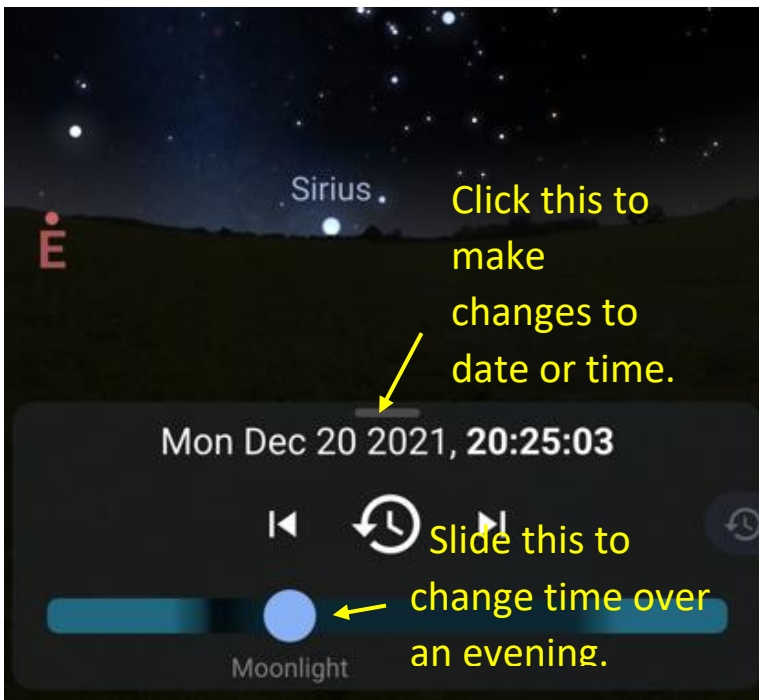 Sirius
Click this to
make
changes to
date or time.
E
Mon Dec 20 2021, 20:25:03
Slide this to
change time over
an evening.
Moonlight